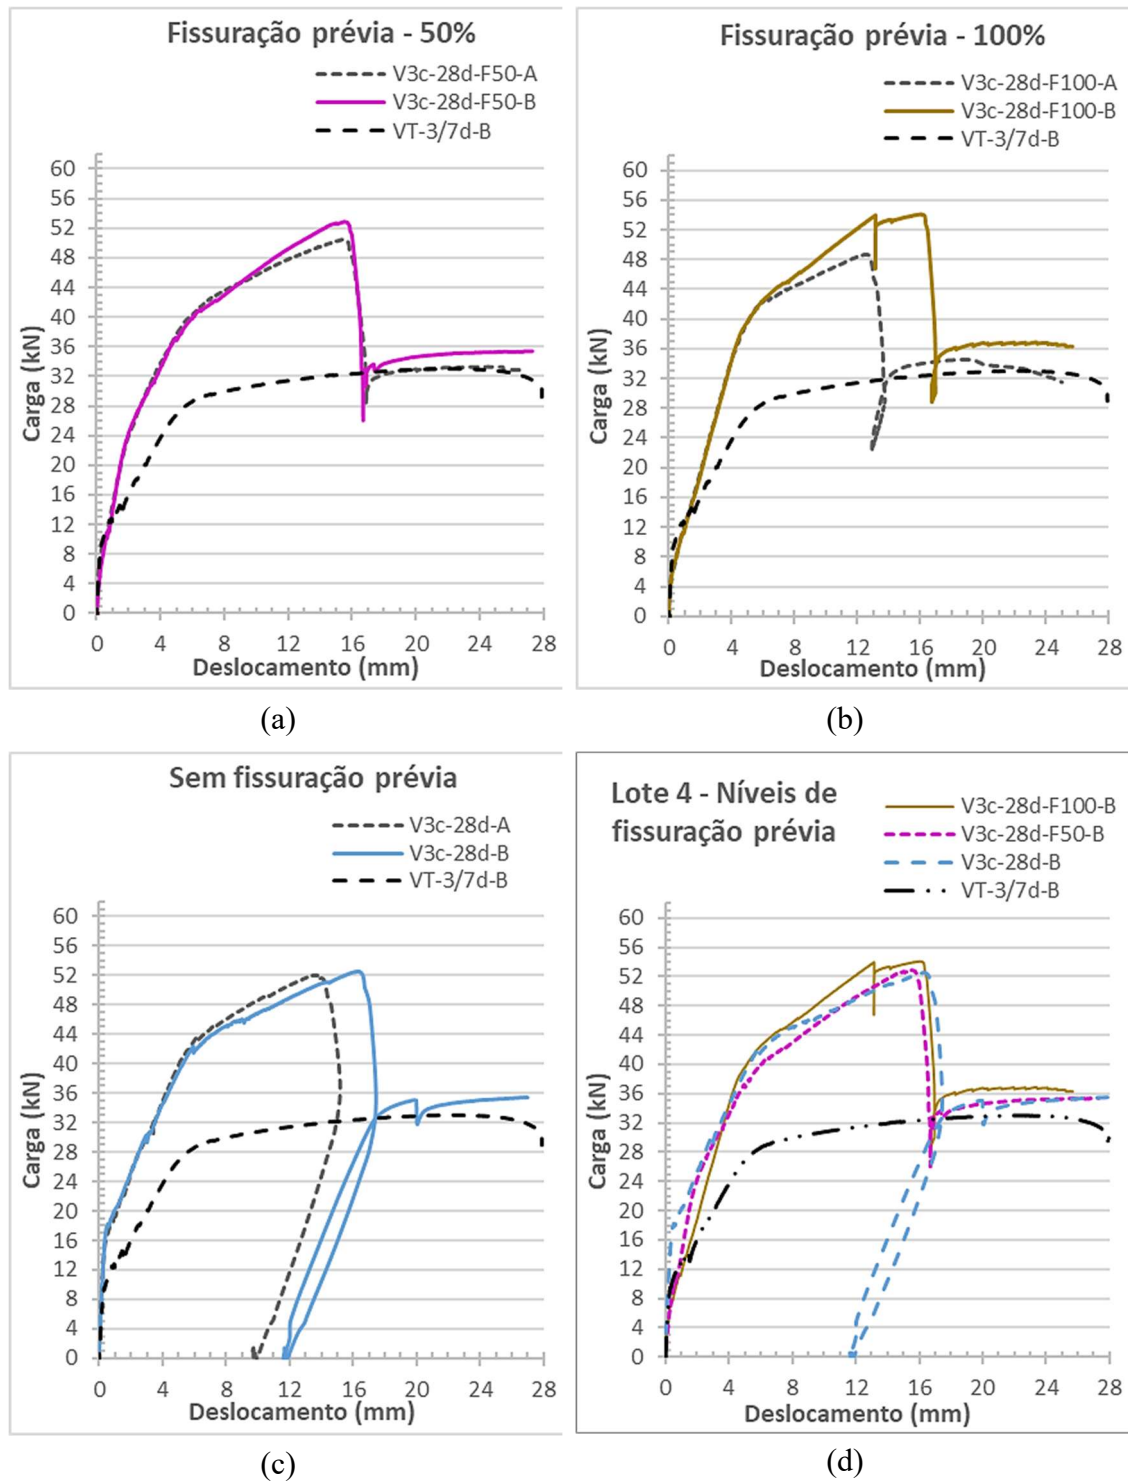 Fissuração prévia - 50%
V3c-28d-F50-A
V3c-28d-F50-B
VT-3/7d-B
60
56
52
48
44
40
36
32
28
24
20
16
12
8
4
0
Carga (kN)
0 4 8 12 16 20 24 28
Deslocamento (mm)
(a)
Fissuração prévia - 100%
V3c-28d-F100-A
V3c-28d-F100-B
VT-3/7d-B
60
56
52
48
44
40
36
32
28
24
20
16
12
8
4
0
Carga (kN)
0 4 8 12 16 20 24 28
Deslocamento (mm)
(b)
Sem fissuração prévia
V3c-28d-A
V3c-28d-B
VT-3/7d-B
60
56
52
48
44
40
36
32
28
24
20
16
12
8
4
0
Carga (kN)
0 4 8 12 16 20 24 28
Deslocamento (mm)
(c)
Lote 4 - Níveis de
fissuração prévia
V3c-28d-F100-B
V3c-28d-F50-B
V3c-28d-B
VT-3/7d-B
60
56
52
48
44
40
36
32
28
24
20
16
12
8
4
0
Carga (kN)
0 4 8 12 16 20 24 28
Deslocamento (mm)
(d)